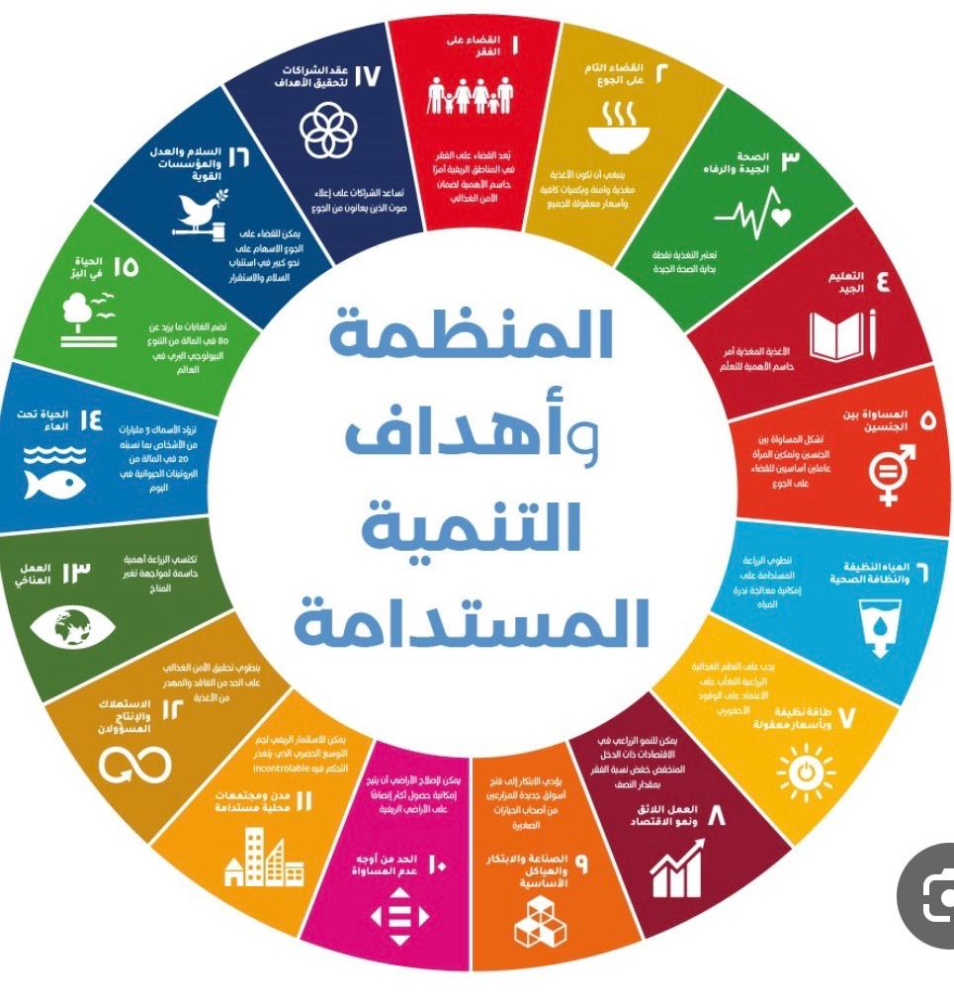 المنظمة
وأهداف
التنمية
المستدامة
١
القضاء على
الفقر
يُعد القضاء على الفقر
في المناطق الريفية أمرًا
حاسم الأهمية لضمان
الأمن الغذائي
٢
القضاء التام
على الجوع
ينبغي أن تكون الأغذية
مغذية وآمنة وبكميات كافية
وأسعار معقولة للجميع
٣
الصحة
الجيدة والرفاه
تعتبر التغذية نقطة
بداية الصحة الجيدة
٤
التعليم
الجيد
الأغذية المغذية أمر
حاسم الأهمية للتعلّم
٥
المساواة بين
الجنسين
تشكل المساواة بين
الجنسين وتمكين المرأة
عاملين أساسيين للقضاء
على الجوع
٦
المياه النظيفة
والنظافة الصحية
تنطوي الزراعة
المستدامة على
إمكانية معالجة ندرة
المياه
٧
طاقة نظيفة
وبأسعار معقولة
يجب على النظم الغذائية
الزراعية التغلّب على
الاعتماد على الوقود
الأحفوري
٨
العمل اللائق
ونمو الاقتصاد
يمكن للنمو الزراعي في
الاقتصادات ذات الدخل
المنخفض خفض نسبة الفقر
بمقدار النصف
٩
الصناعة والابتكار
والهياكل
الأساسية
يؤدي الابتكار إلى فتح
أسواق جديدة للمزارعين
من أصحاب الحيازات
الصغيرة
١٠
الحد من أوجه
عدم المساواة
يمكن لإصلاح الأراضي أن يتيح
إمكانية حصول أكثر إنصافًا
على الأراضي الريفية
١١
مدن ومجتمعات
محلية مستدامة
يمكن للاستثمار الريفي لجم
التوسع الحضري الذي يتعذر
التحكم فيه incontrolable
١٢
الاستهلاك
والإنتاج
المسؤولان
ينطوي تحقيق الأمن الغذائي
على الحد من الفاقد والمهدر
من الأغذية
١٣
العمل
المناخي
تكتسي الزراعة أهمية
حاسمة لمواجهة تغير
المناخ
١٤
الحياة تحت
الماء
تزوّد الأسماك 3 مليارات
من الأشخاص بما نسبته
20 في المائة من
البروتينات الحيوانية في
اليوم
١٥
الحياة
في البرّ
تضم الغابات ما يزيد عن
80 في المائة من التنوع
البيولوجي البري في
العالم
١٦
السلام والعدل
والمؤسسات
القوية
يمكن للقضاء على
الجوع الاسهام على
نحو كبير في استتباب
السلام والاستقرار
١٧
عقد الشراكات
لتحقيق الأهداف
تساعد الشراكات على إعلاء
صوت الذين يعانون من الجوع